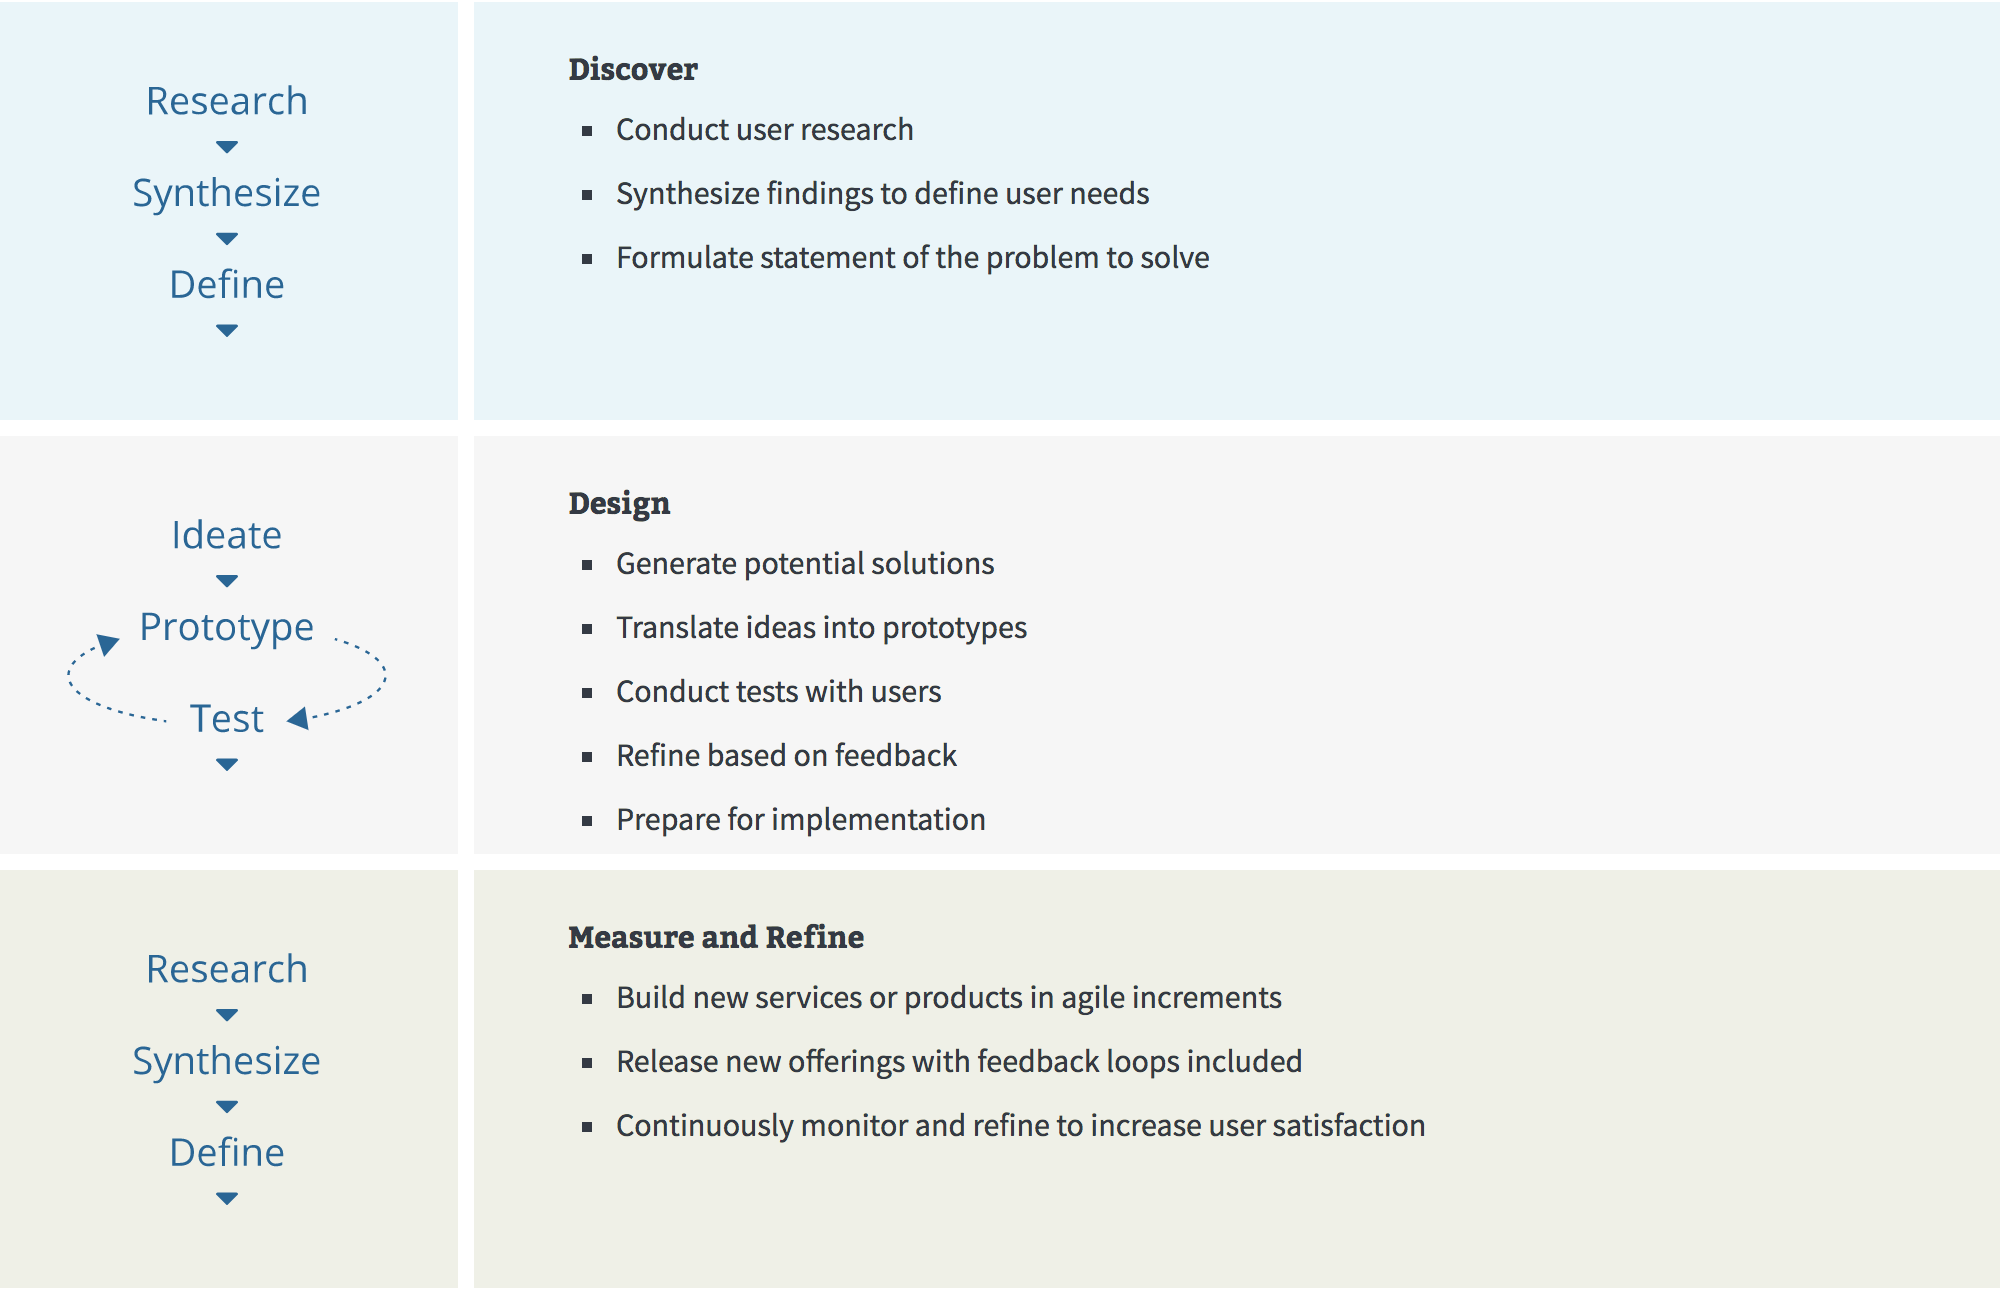 Research
Synthesize
Define
Discover
▪ Conduct user research
▪ Synthesize findings to define user needs
▪ Formulate statement of the problem to solve
Ideate
Prototype
Test
Design
▪ Generate potential solutions
▪ Translate ideas into prototypes
▪ Conduct tests with users
▪ Refine based on feedback
▪ Prepare for implementation
Research
Synthesize
Define
Measure and Refine
▪ Build new services or products in agile increments
▪ Release new offerings with feedback loops included
▪ Continuously monitor and refine to increase user satisfaction